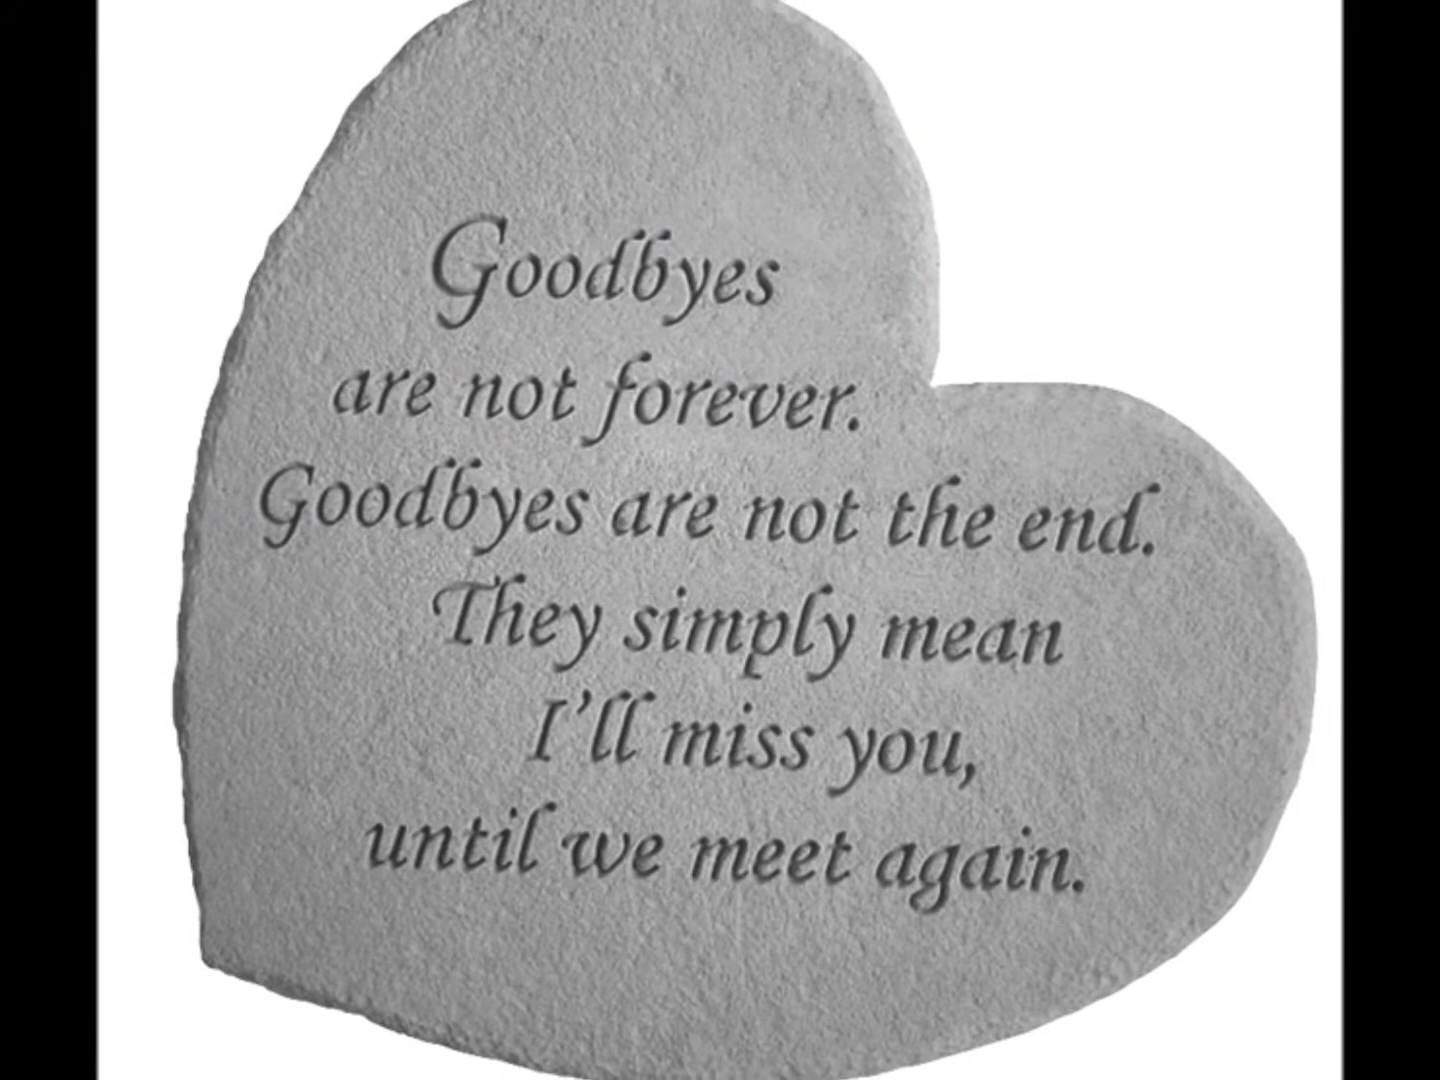 Goodbyes
are not forever.
Goodbyes are not the end.
They simply mean
I'll miss you,
until we meet again.